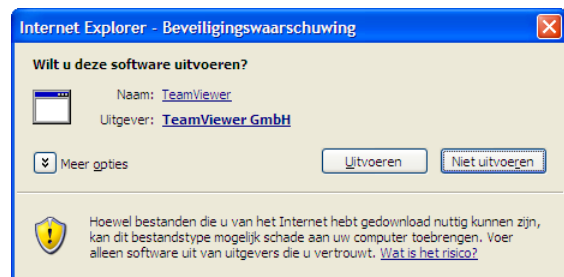 Internet Explorer - Beveiligingswaarschuwing
Wilt u deze software uitvoeren?
Naam: TeamViewer
Uitgever: TeamViewer GmbH
Meer opties
Uitvoeren
Niet uitvoeren
Hoewel bestanden die u van het Internet hebt gedownload nuttig kunnen zijn,
kan dit bestandstype mogelijk schade aan uw computer toebrengen. Voer
alleen software uit van uitgevers die u vertrouwt. Wat is het risico?